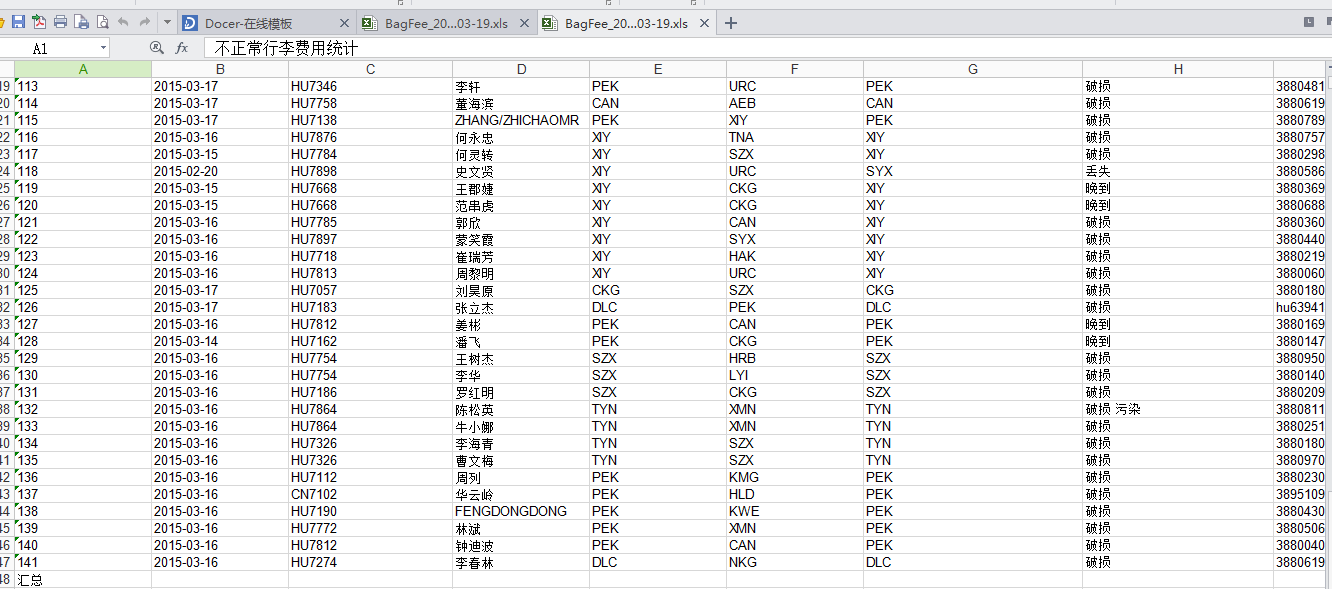 Docer-在线模板 BagFee_20...03-19.xls BagFee_20...03-19.xls
A1 fx 不正常行李费用统计
A B C D E F G H
19 113 2015-03-17 HU7346 李轩 PEK URC PEK 破损 3880481
20 114 2015-03-17 HU7758 董海滨 CAN AEB CAN 破损 3880619
21 115 2015-03-17 HU7138 ZHANG/ZHICHAOMR PEK XIY PEK 破损 3880789
22 116 2015-03-16 HU7876 何永忠 XIY TNA XIY 破损 3880757
23 117 2015-03-15 HU7784 何灵转 XIY SZX XIY 破损 3880298
24 118 2015-02-20 HU7898 史文贤 XIY URC SYX 丢失 3880586
25 119 2015-03-15 HU7668 王郡婕 XIY CKG XIY 晚到 3880369
26 120 2015-03-15 HU7668 范串虎 XIY CKG XIY 晚到 3880688
27 121 2015-03-16 HU7785 郭欣 XIY CAN XIY 破损 3880360
28 122 2015-03-16 HU7897 蒙笑霞 XIY SYX XIY 破损 3880440
29 123 2015-03-16 HU7718 崔瑞芳 XIY HAK XIY 破损 3880219
30 124 2015-03-16 HU7813 周黎明 XIY URC XIY 破损 3880060
31 125 2015-03-17 HU7057 刘昊原 CKG SZX CKG 破损 3880180
32 126 2015-03-17 HU7183 张立杰 DLC PEK DLC 破损 hu63941
33 127 2015-03-16 HU7812 姜彬 PEK CAN PEK 晚到 3880169
34 128 2015-03-14 HU7162 潘飞 PEK CKG PEK 晚到 3880147
35 129 2015-03-16 HU7754 王树杰 SZX HRB SZX 破损 3880950
36 130 2015-03-16 HU7754 李华 SZX LYI SZX 破损 3880140
37 131 2015-03-16 HU7186 罗红明 SZX CKG SZX 破损 3880209
38 132 2015-03-16 HU7864 陈松英 TYN XMN TYN 破损 污染 3880811
39 133 2015-03-16 HU7864 牛小娜 TYN XMN TYN 破损 3880251
40 134 2015-03-16 HU7326 李海青 TYN SZX TYN 破损 3880180
41 135 2015-03-16 HU7326 曹文梅 TYN SZX TYN 破损 3880970
42 136 2015-03-16 HU7112 周列 PEK KMG PEK 破损 3880230
43 137 2015-03-16 CN7102 华云岭 PEK HLD PEK 破损 3895109
44 138 2015-03-16 HU7190 FENGDONGDONG PEK KWE PEK 破损 3880430
45 139 2015-03-16 HU7772 林斌 PEK XMN PEK 破损 3880506
46 140 2015-03-16 HU7812 钟迪波 PEK CAN PEK 破损 3880040
47 141 2015-03-16 HU7274 李春林 DLC NKG DLC 破损 3880619
48 汇总